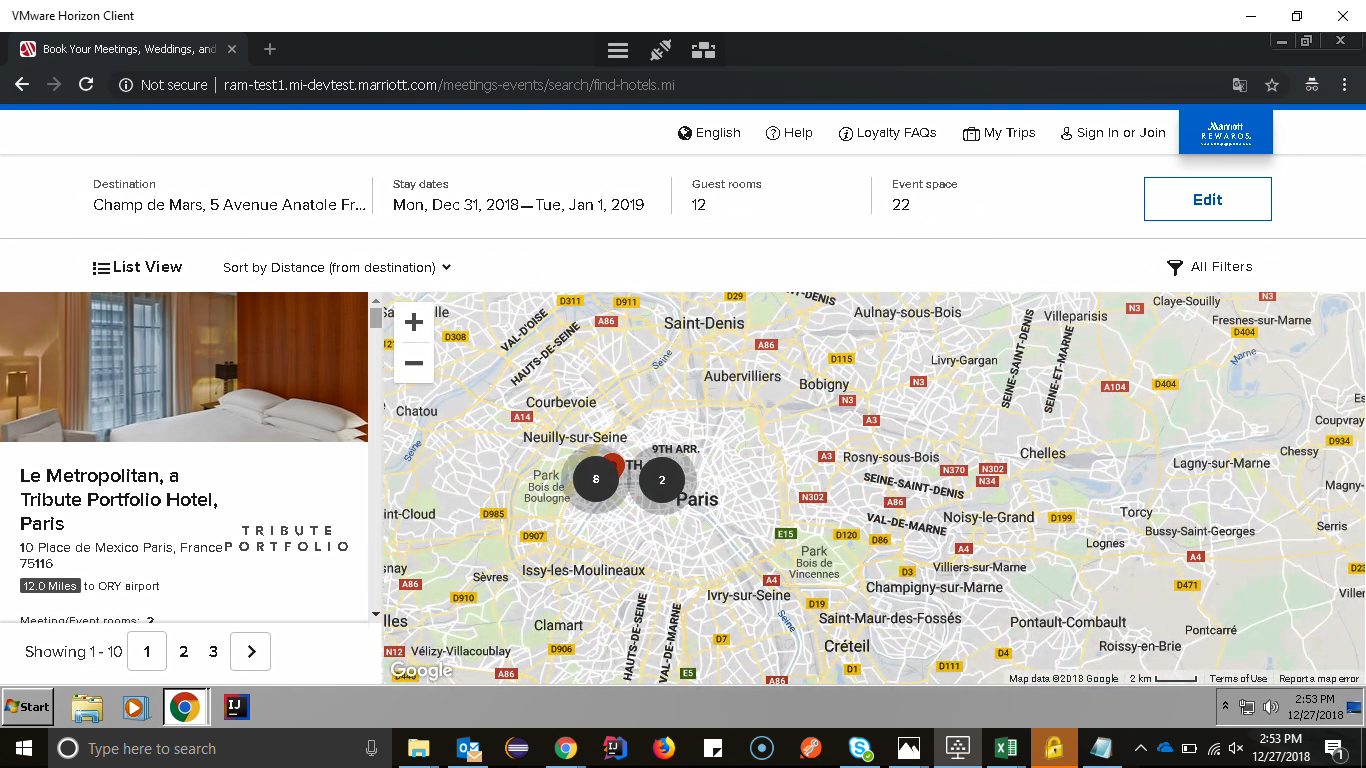 VMware Horizon Client
Book Your Meetings, Weddings, and
Not secure | ram-test1.mi-devtest.marriott.com/meetings-events/search/find-hotels.mi
English
Help
Loyalty FAQs
My Trips
Sign In or Join
Marriott
REWARDS.
Destination
Champ de Mars, 5 Avenue Anatole Fr...
Stay dates
Mon, Dec 31, 2018—Tue, Jan 1, 2019
Guest rooms
12
Event space
22
Edit
List View
Sort by Distance (from destination)
All Filters
Le Metropolitan, a
Tribute Portfolio Hotel,
Paris
TRIBUTE
PORTFOLIO
10 Place de Mexico Paris, France
75116
12.0 Miles to ORY airport
Meeting/Event rooms: 2
Showing 1 - 10
1
2
3
+
−
D311
D911
D29
Aulnay-sous-Bois
N3
Claye-Souilly
N3
Villeparisis
Fresnes-sur-Marne
D308
VAL-D'OISE
A86
Saint-Denis
D404
HAUTS-DE-SEINE
Seine
A86
D115
Livry-Gargan
SEINE-SAINT-DENIS
SEINE-ET-MARNE
Marne
Aubervilliers
Bobigny
N3
A104
D404
Chatou
Courbevoie
N3
A14
A3
Coupvray
Seine
Neuilly-sur-Seine
9TH ARR.
D934
A3
Rosny-sous-Bois
Chelles
Chessy
Lagny-sur-Marne
N370
N302
N34
Park
Bois de
Boulogne
8
TH
2
Paris
SEINE-SAINT-DENIS
N302
A86
Magny-
D985
Noisy-le-Grand
D199
Torcy
Serris
VAL-DE-MARNE
D907
E15
D120
D86
Bussy-Saint-Georges
Lognes
A4
A4
Park
Bois de
Vincennes
Issy-les-Moulineaux
Sèvres
A86
A4
D3
Villiers-sur-Marne
Champigny-sur-Marne
D471
D910
Ivry-sur-Seine
D19
Seine
Saint-Maur-des-Fossés
Clamart
HAUTS-DE-SEINE
VAL-DE-MARNE
Pontault-Combault
Pontcarré
D7
Créteil
Roissy-en-Brie
N12
Vélizy-Villacoublay
D906
D4
D111
D1
A86
E5
A86
Google
Map data ©2018 Google
2 km
Terms of Use
Report a map error
Start
2:53 PM
12/27/2018
Type here to search
2:53 PM
12/27/2018
1